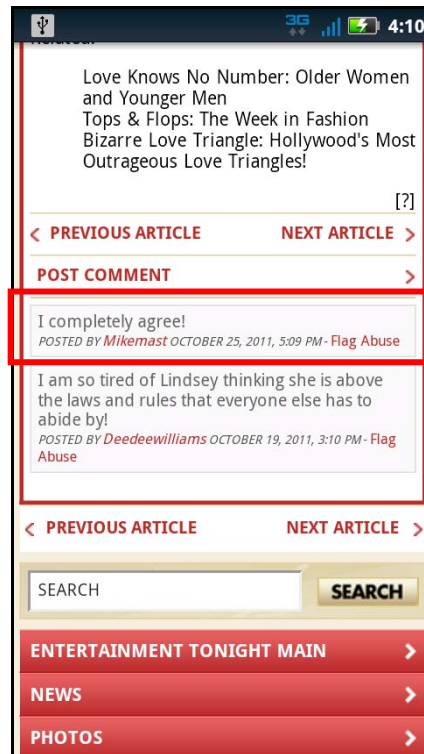 3G 4:10
Related:
Love Knows No Number: Older Women
and Younger Men
Tops & Flops: The Week in Fashion
Bizarre Love Triangle: Hollywood's Most
Outrageous Love Triangles!
[?]
< PREVIOUS ARTICLE NEXT ARTICLE >
POST COMMENT >
I completely agree!
POSTED BY Mikemast OCTOBER 25, 2011, 5:09 PM - Flag Abuse
I am so tired of Lindsey thinking she is above
the laws and rules that everyone else has to
abide by!
POSTED BY Deedeewilliams OCTOBER 19, 2011, 3:10 PM - Flag
Abuse
< PREVIOUS ARTICLE NEXT ARTICLE >
SEARCH SEARCH
ENTERTAINMENT TONIGHT MAIN >
NEWS >
PHOTOS >